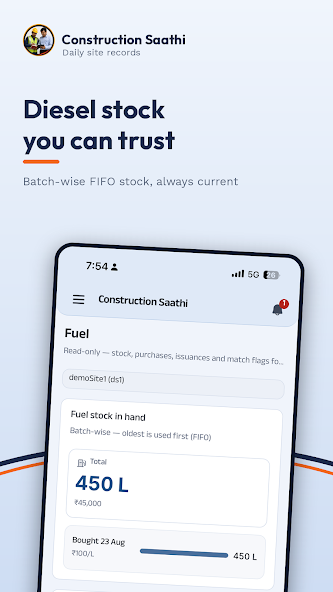 Construction Saathi
Daily site records
Diesel stock
you can trust
Batch-wise FIFO stock, always current
7:54
5G 26
Construction Saathi
1
Fuel
Read-only — stock, purchases, issuances and match flags fo..
demoSite1 (ds1)
Fuel stock in hand
Batch-wise — oldest is used first (FIFO)
Total
450 L
₹45,000
Bought 23 Aug
₹100/L
450 L